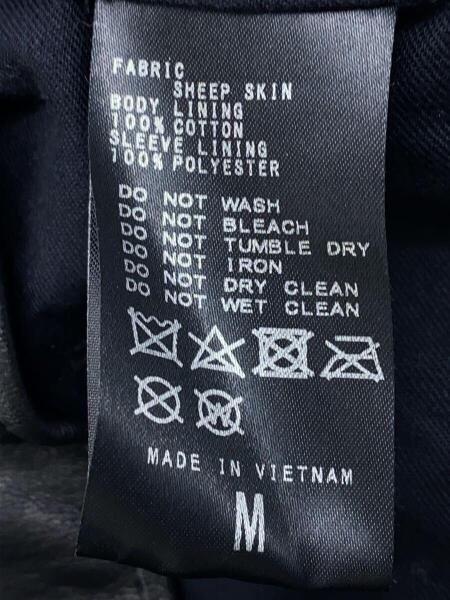 FABRIC
SHEEP SKIN
BODY LINING
100% COTTON
SLEEVE LINING
100% POLYESTER
DO NOT WASH
DO NOT BLEACH
DO NOT TUMBLE DRY
DO NOT IRON
DO NOT DRY CLEAN
DO NOT WET CLEAN
W
MADE IN VIETNAM
M